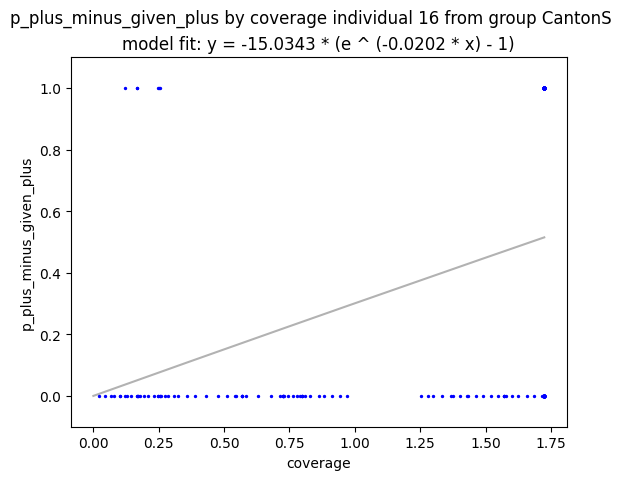 p_plus_minus_given_plus by coverage individual 16 from group CantonS
model fit: y = -15.0343 * (e ^ (-0.0202 * x) - 1)
1.0
0.8
0.6
0.4
0.2
0.0
p_plus_minus_given_plus
0.00 0.25 0.50 0.75 1.00 1.25 1.50 1.75
coverage